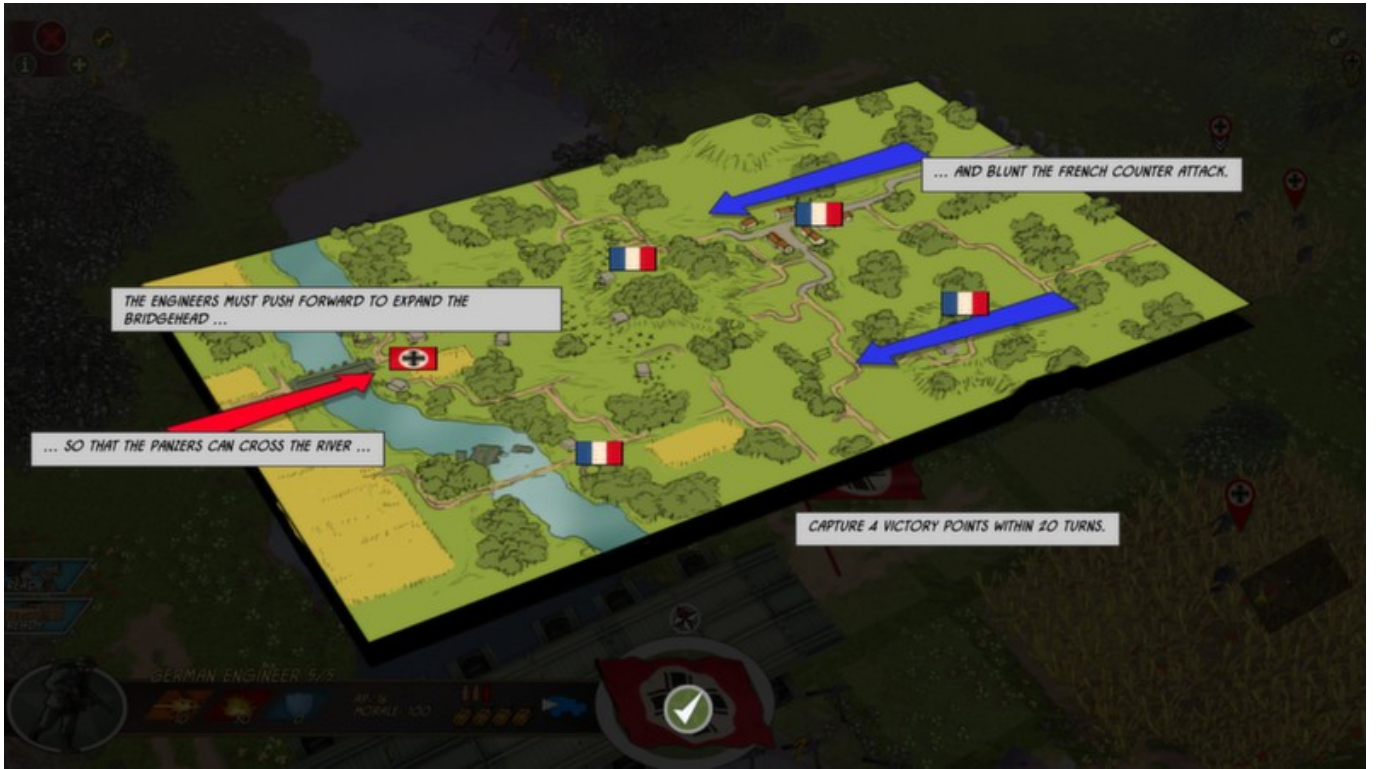 ... AND BLUNT THE FRENCH COUNTER ATTACK.
THE ENGINEERS MUST PUSH FORWARD TO EXPAND THE
BRIDGEHEAD ...
... SO THAT THE PANZERS CAN CROSS THE RIVER ...
CAPTURE 4 VICTORY POINTS WITHIN 20 TURNS.
READY
GERMAN ENGINEER 5/5
MORALE: 100